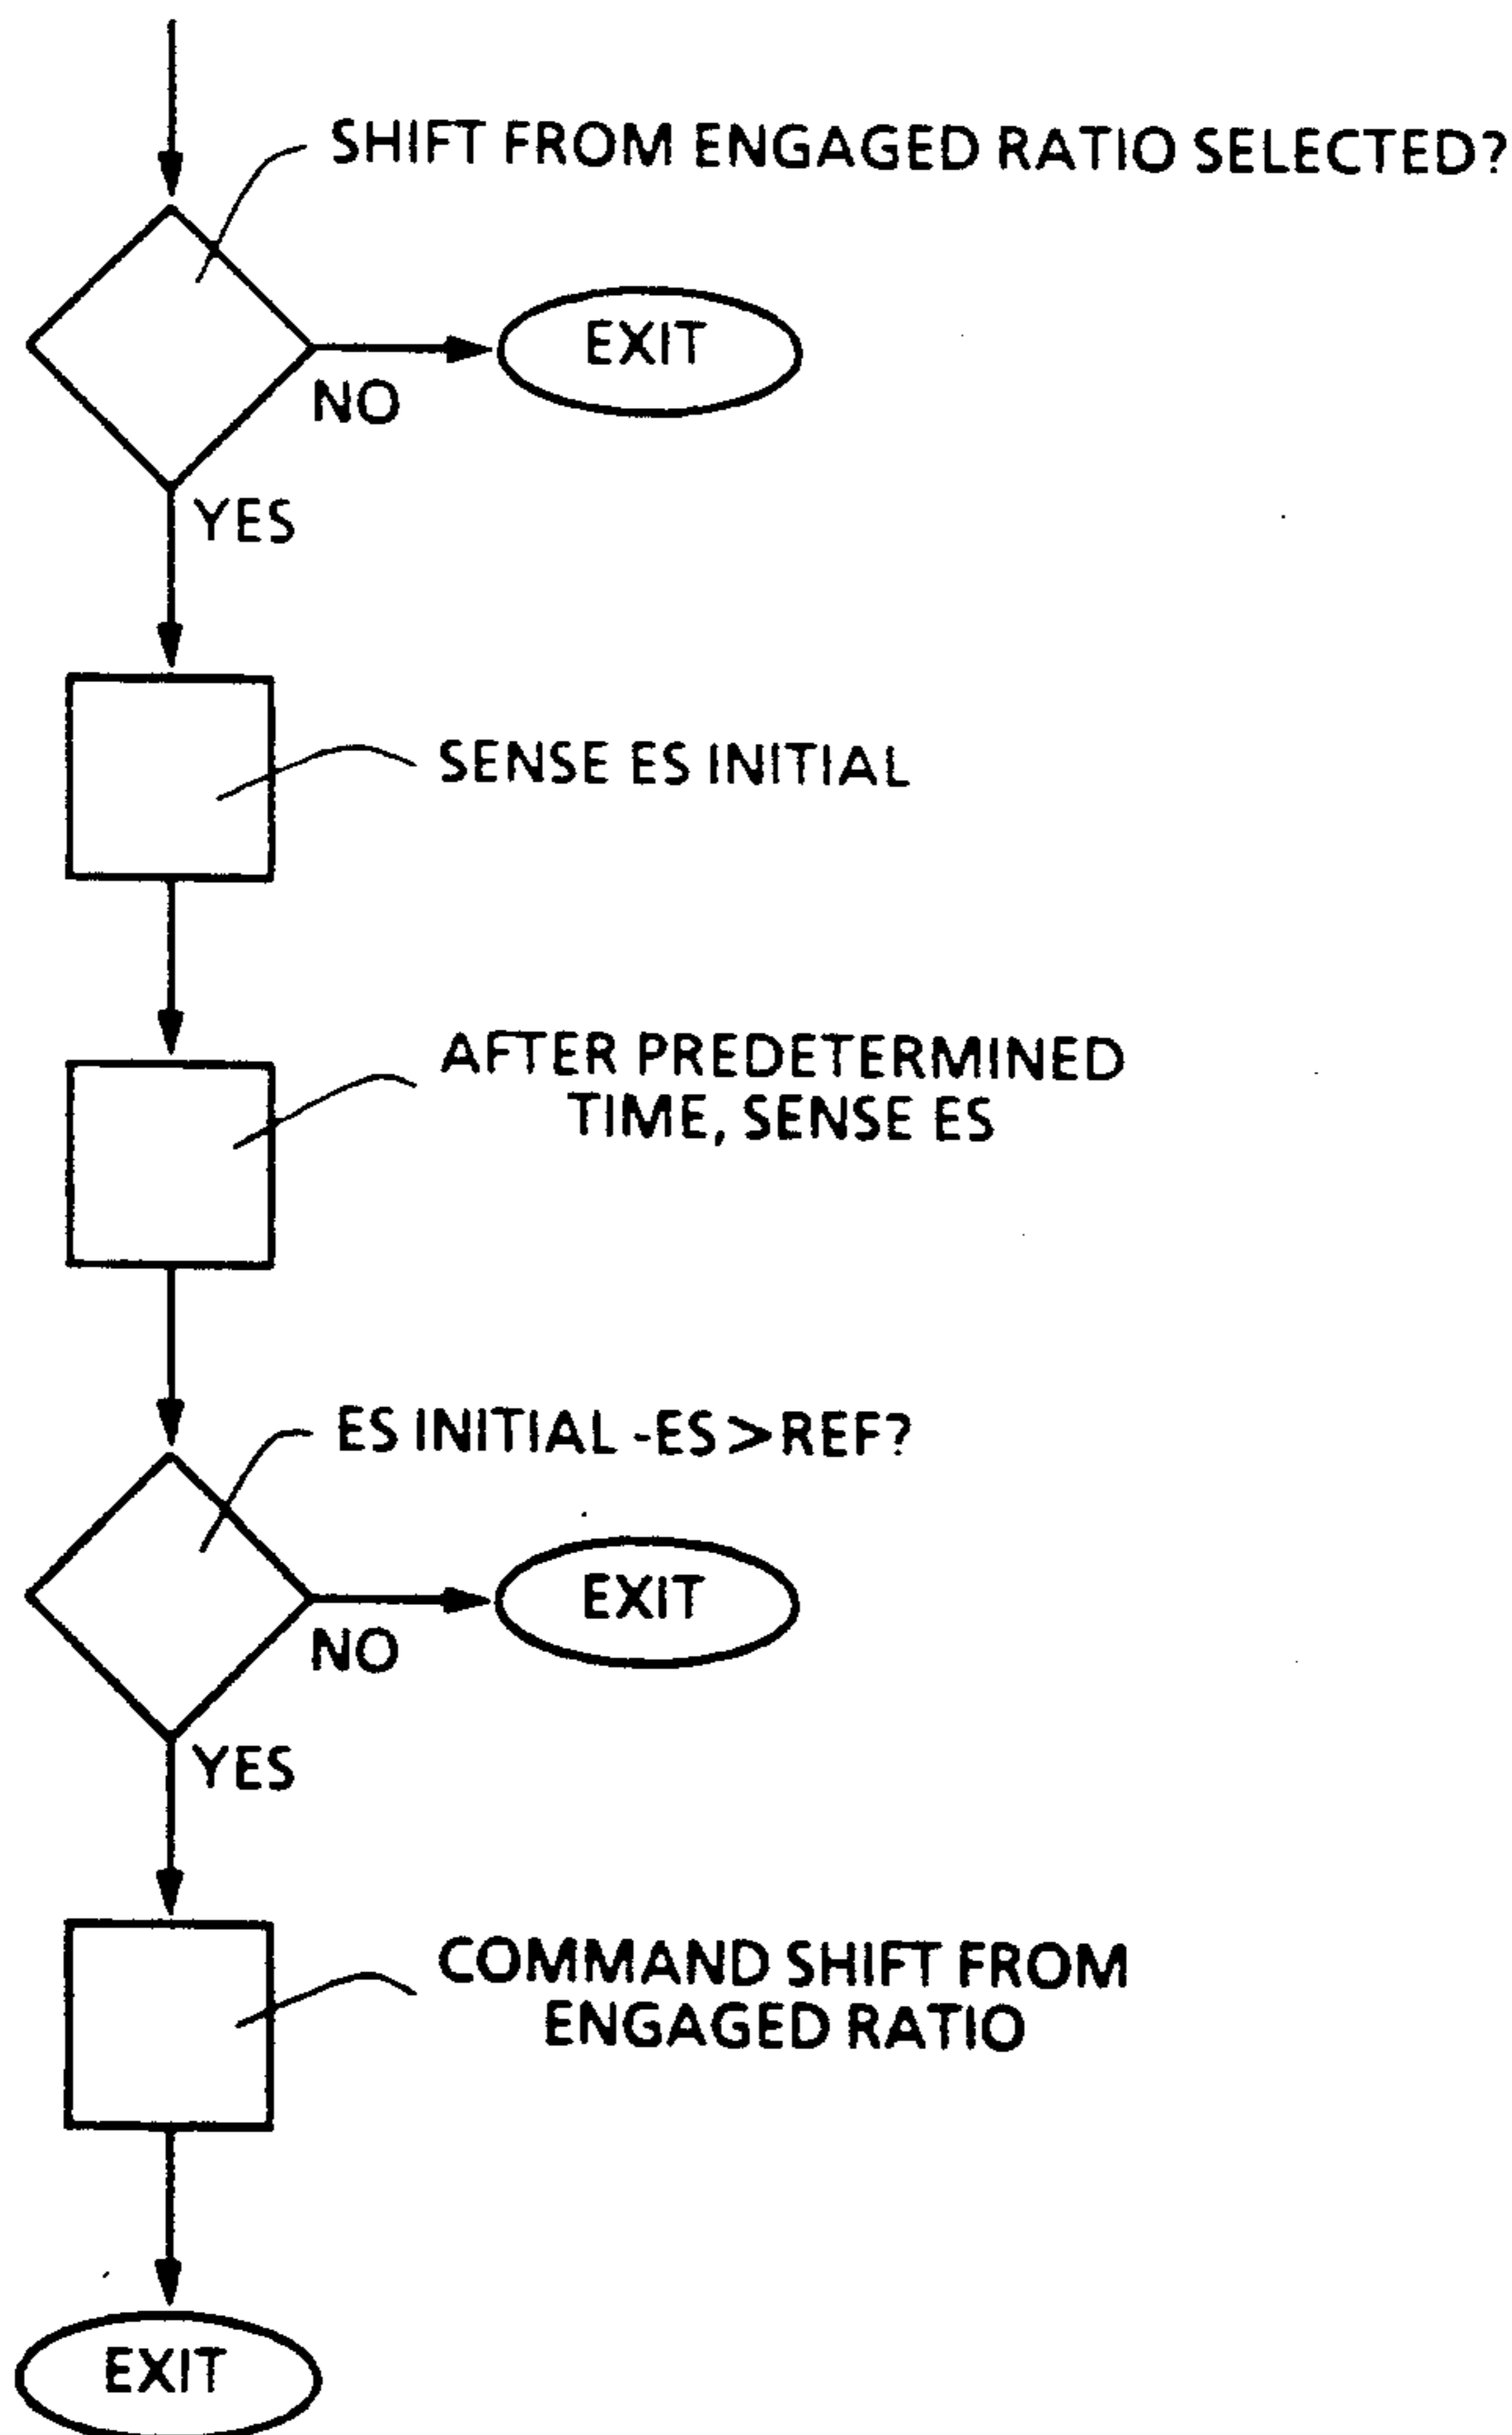 SHIFT FROM ENGAGED RATIO SELECTED?
EXIT
NO
YES
SENSE ES INITIAL
AFTER PREDETERMINED
TIME, SENSE ES
ES INITIAL -ES > REF?
EXIT
NO
YES
COMMAND SHIFT FROM
ENGAGED RATIO
EXIT